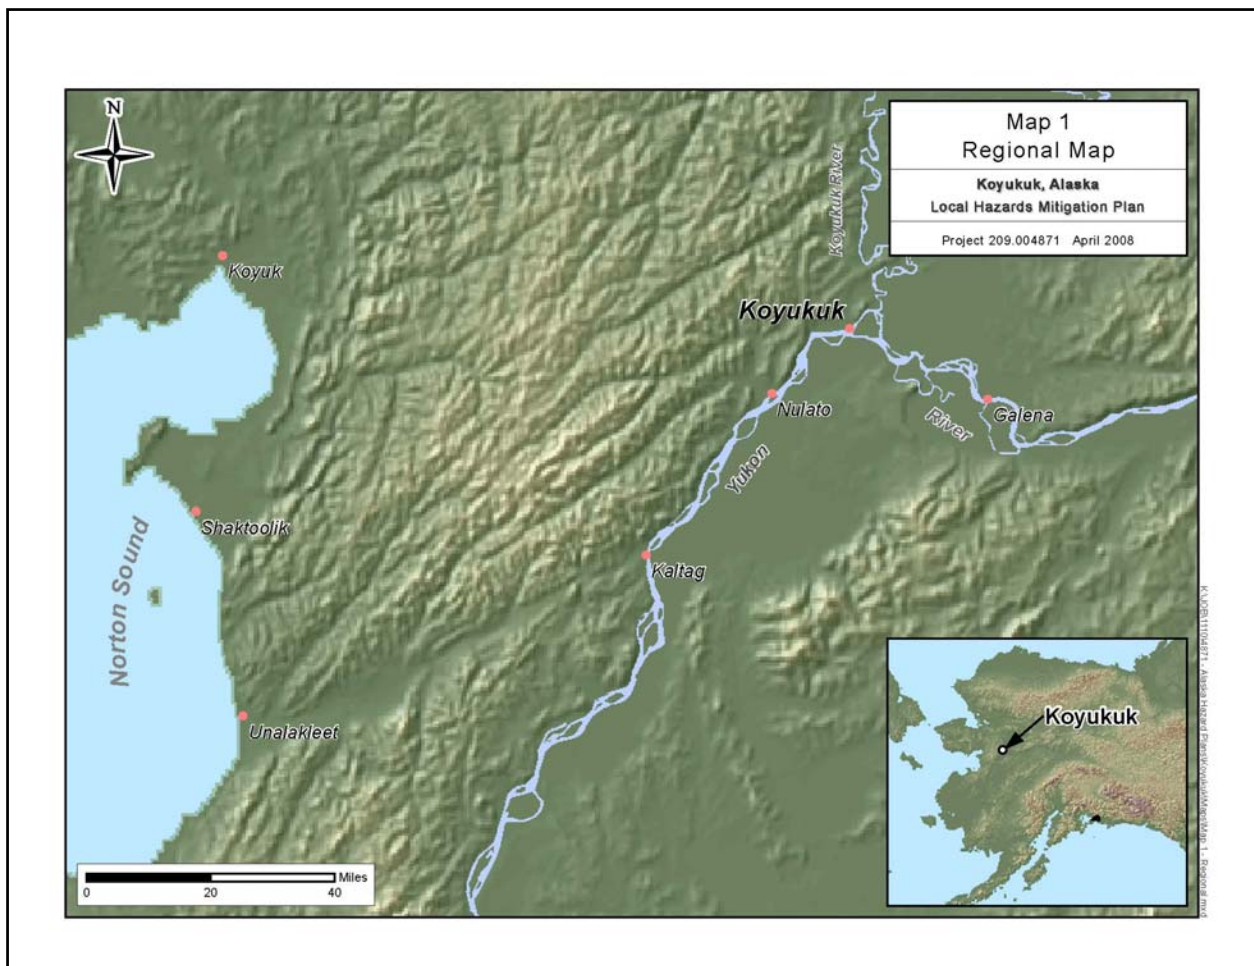 N
Map 1
Regional Map
Koyukuk, Alaska
Local Hazards Mitigation Plan
Project 209.004871 April 2008
Koyukuk River
Koyuk
Koyukuk
Nulato
Galena
River
Yukon
Shaktoolik
Kaltag
Norton Sound
Unalakleet
Koyukuk
Miles
0 20 40